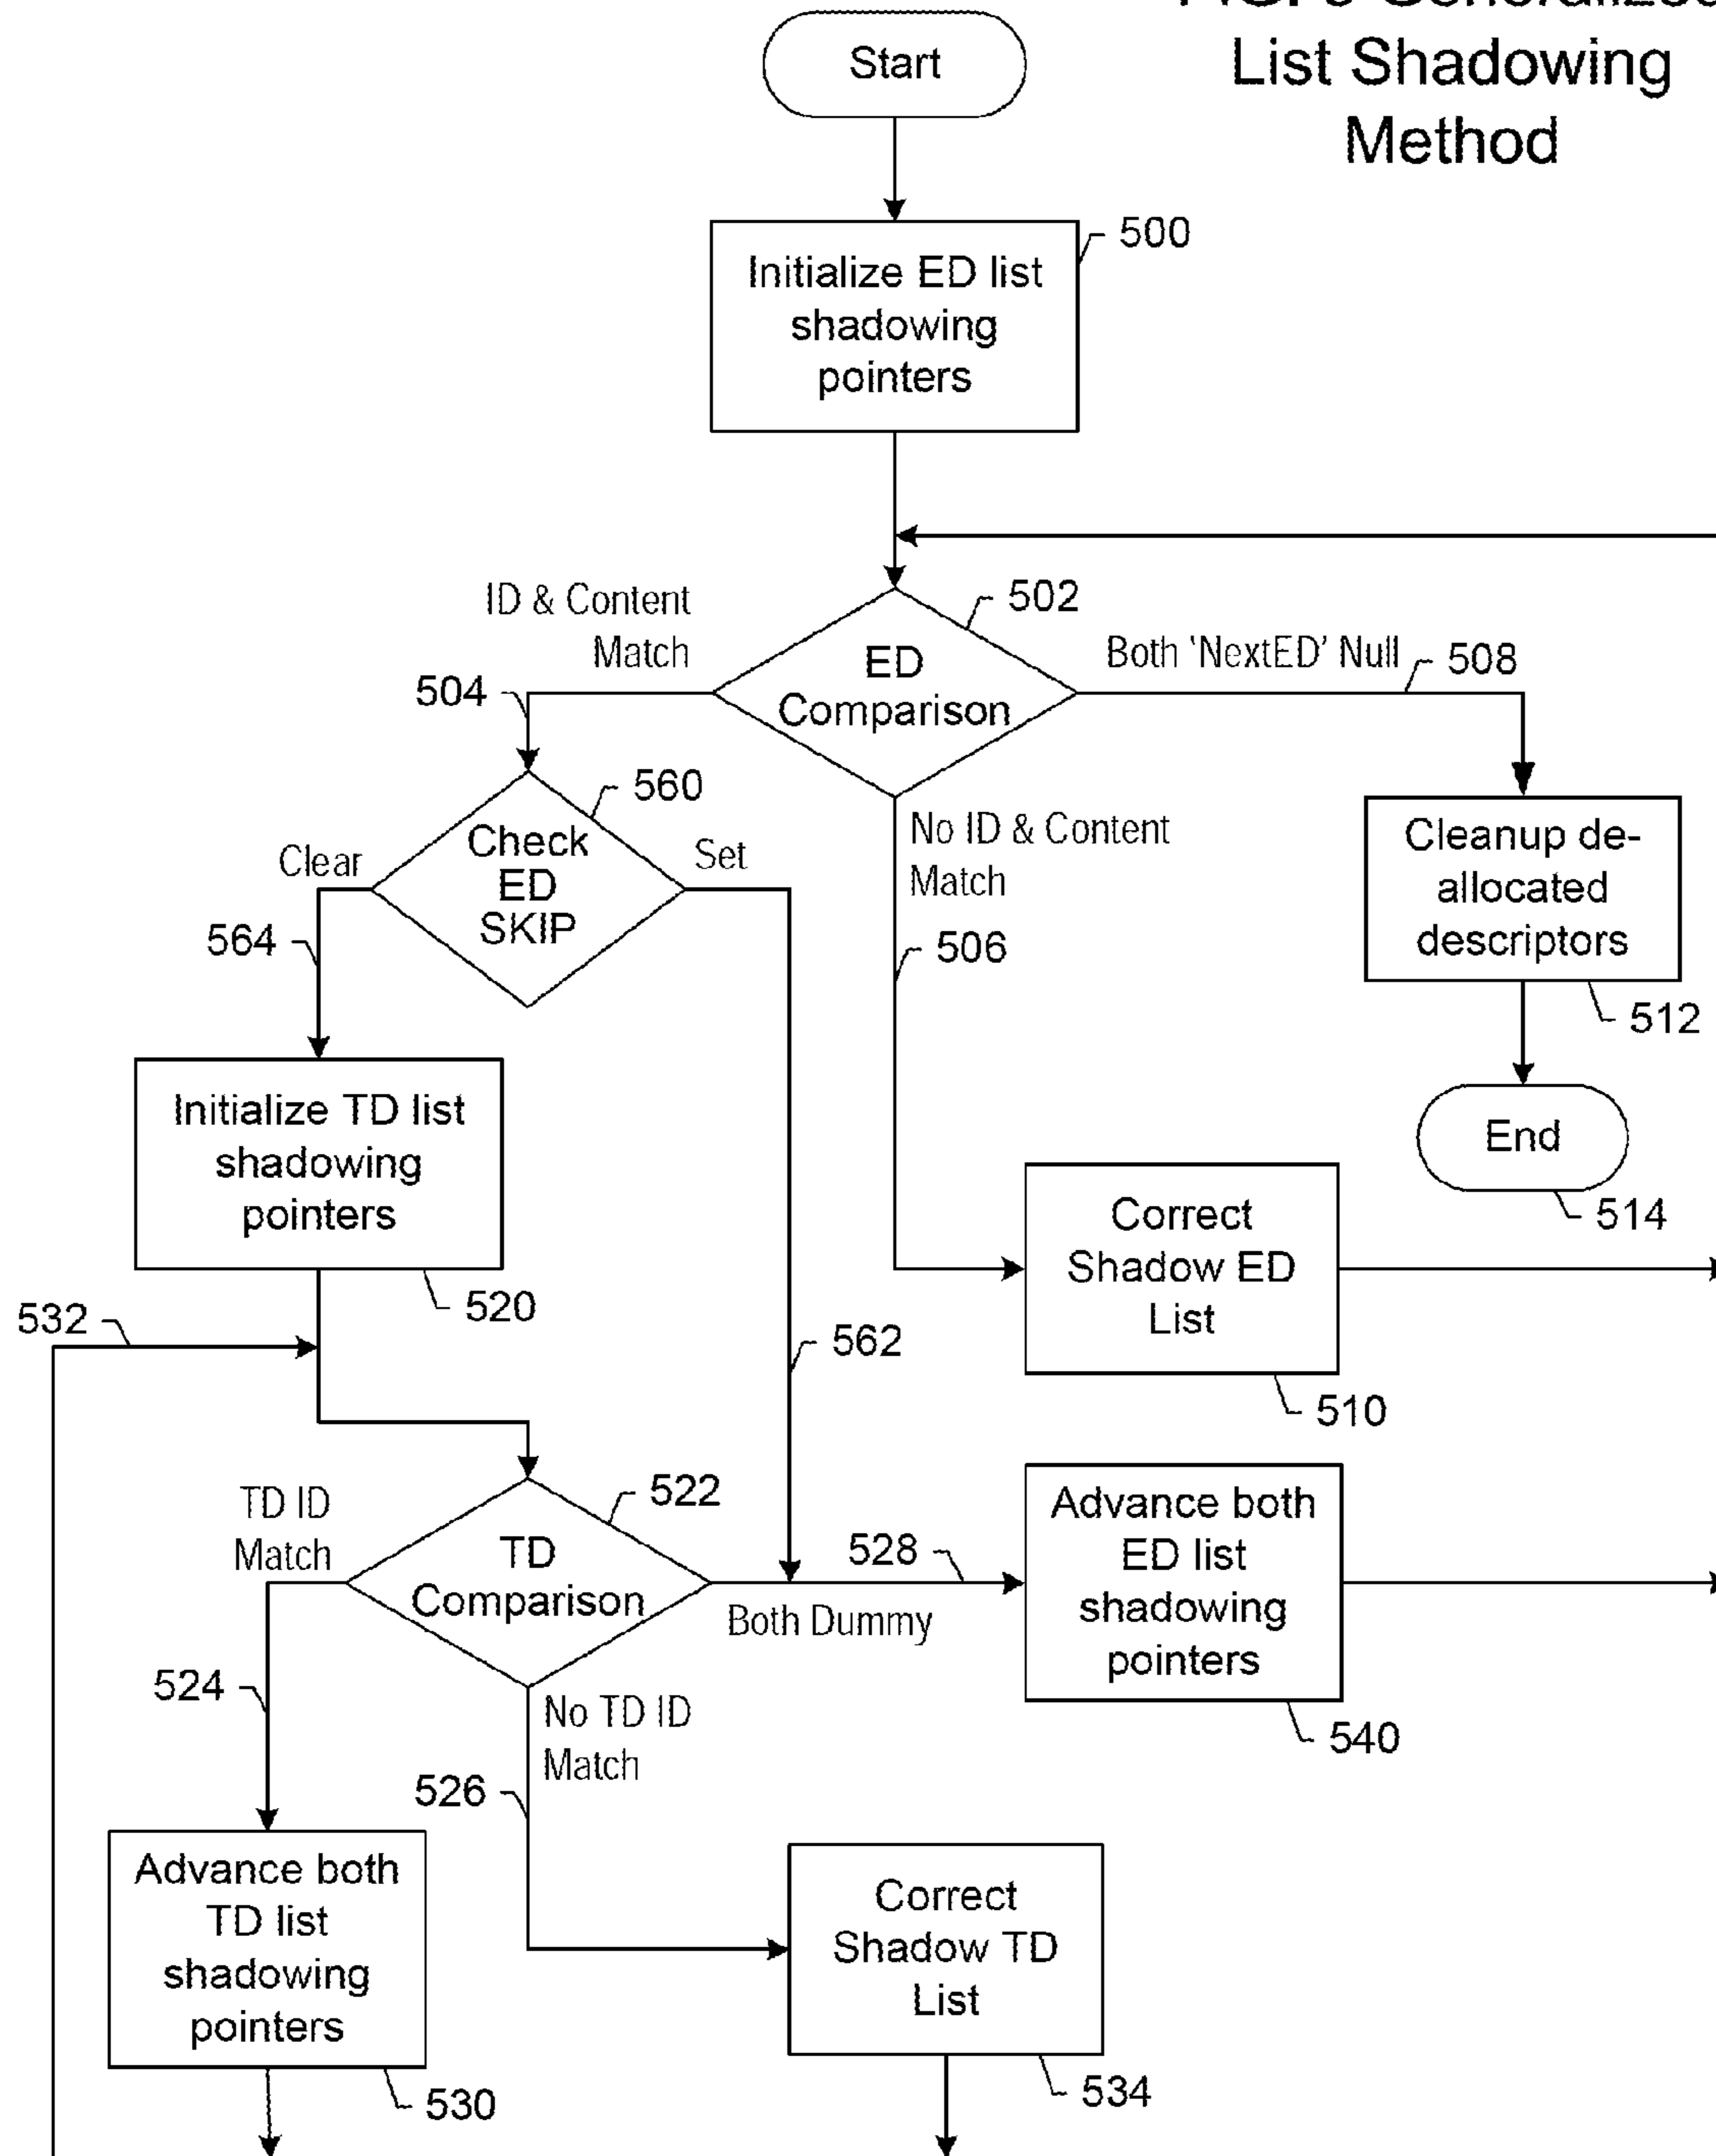 List Shadowing
Method
Start
500
Initialize ED list
shadowing
pointers
ID & Content
Match
502
ED
Comparison
Both 'NextED' Null
508
504
560
Check
ED
SKIP
Clear
Set
No ID & Content
Match
506
Cleanup de-
allocated
descriptors
512
564
End
514
Initialize TD list
shadowing
pointers
520
532
Correct
Shadow ED
List
510
562
TD ID
Match
522
TD
Comparison
528
Both Dummy
Advance both
ED list
shadowing
pointers
540
524
No TD ID
Match
526
Advance both
TD list
shadowing
pointers
530
Correct
Shadow TD
List
534